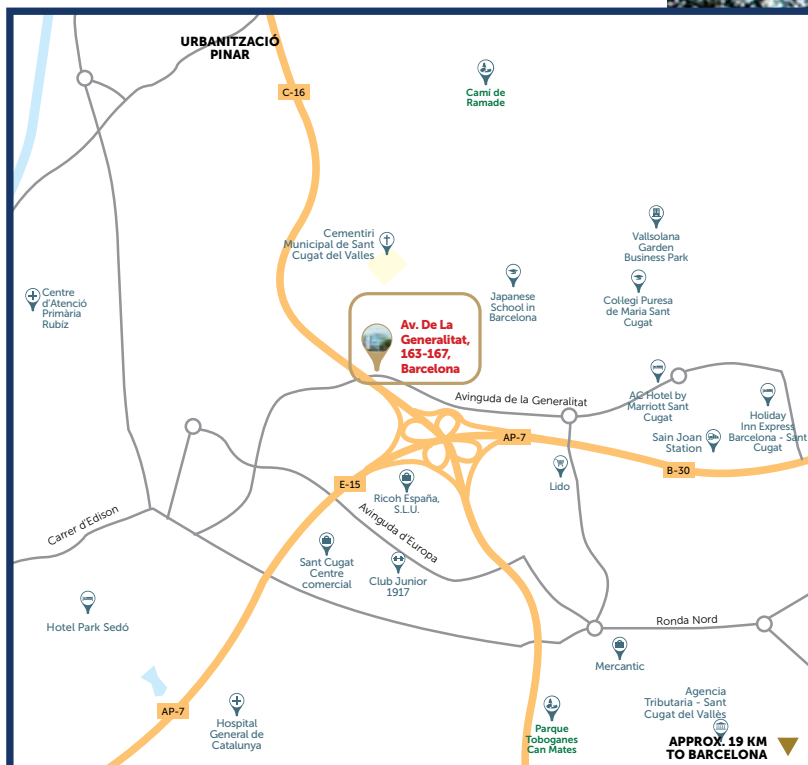 URBANITZACIÓ
PINAR
C-16
Camí de
Ramade
Cementiri
Municipal de Sant
Cugat del Valles
Vallsolana
Garden
Business Park
Centre
d'Atenció
Primària
Rubíz
Japanese
School in
Barcelona
Col·legi Puresa
de Maria Sant
Cugat
Av. De La
Generalitat,
163-167,
Barcelona
Avinguda de la Generalitat
AC Hotel by
Marriott Sant
Cugat
Holiday
Inn Express
Barcelona - Sant
Cugat
Sain Joan
Station
AP-7
B-30
E-15
Ricoh España,
S.L.U.
Lido
Carrer d'Edison
Avinguda d'Europa
Sant Cugat
Centre
comercial
Club Junior
1917
Hotel Park Sedó
Ronda Nord
Mercantic
AP-7
Hospital
General de
Catalunya
Parque
Toboganes
Can Mates
Agencia
Tributaria - Sant
Cugat del Vallès
APPROX. 19 KM
TO BARCELONA